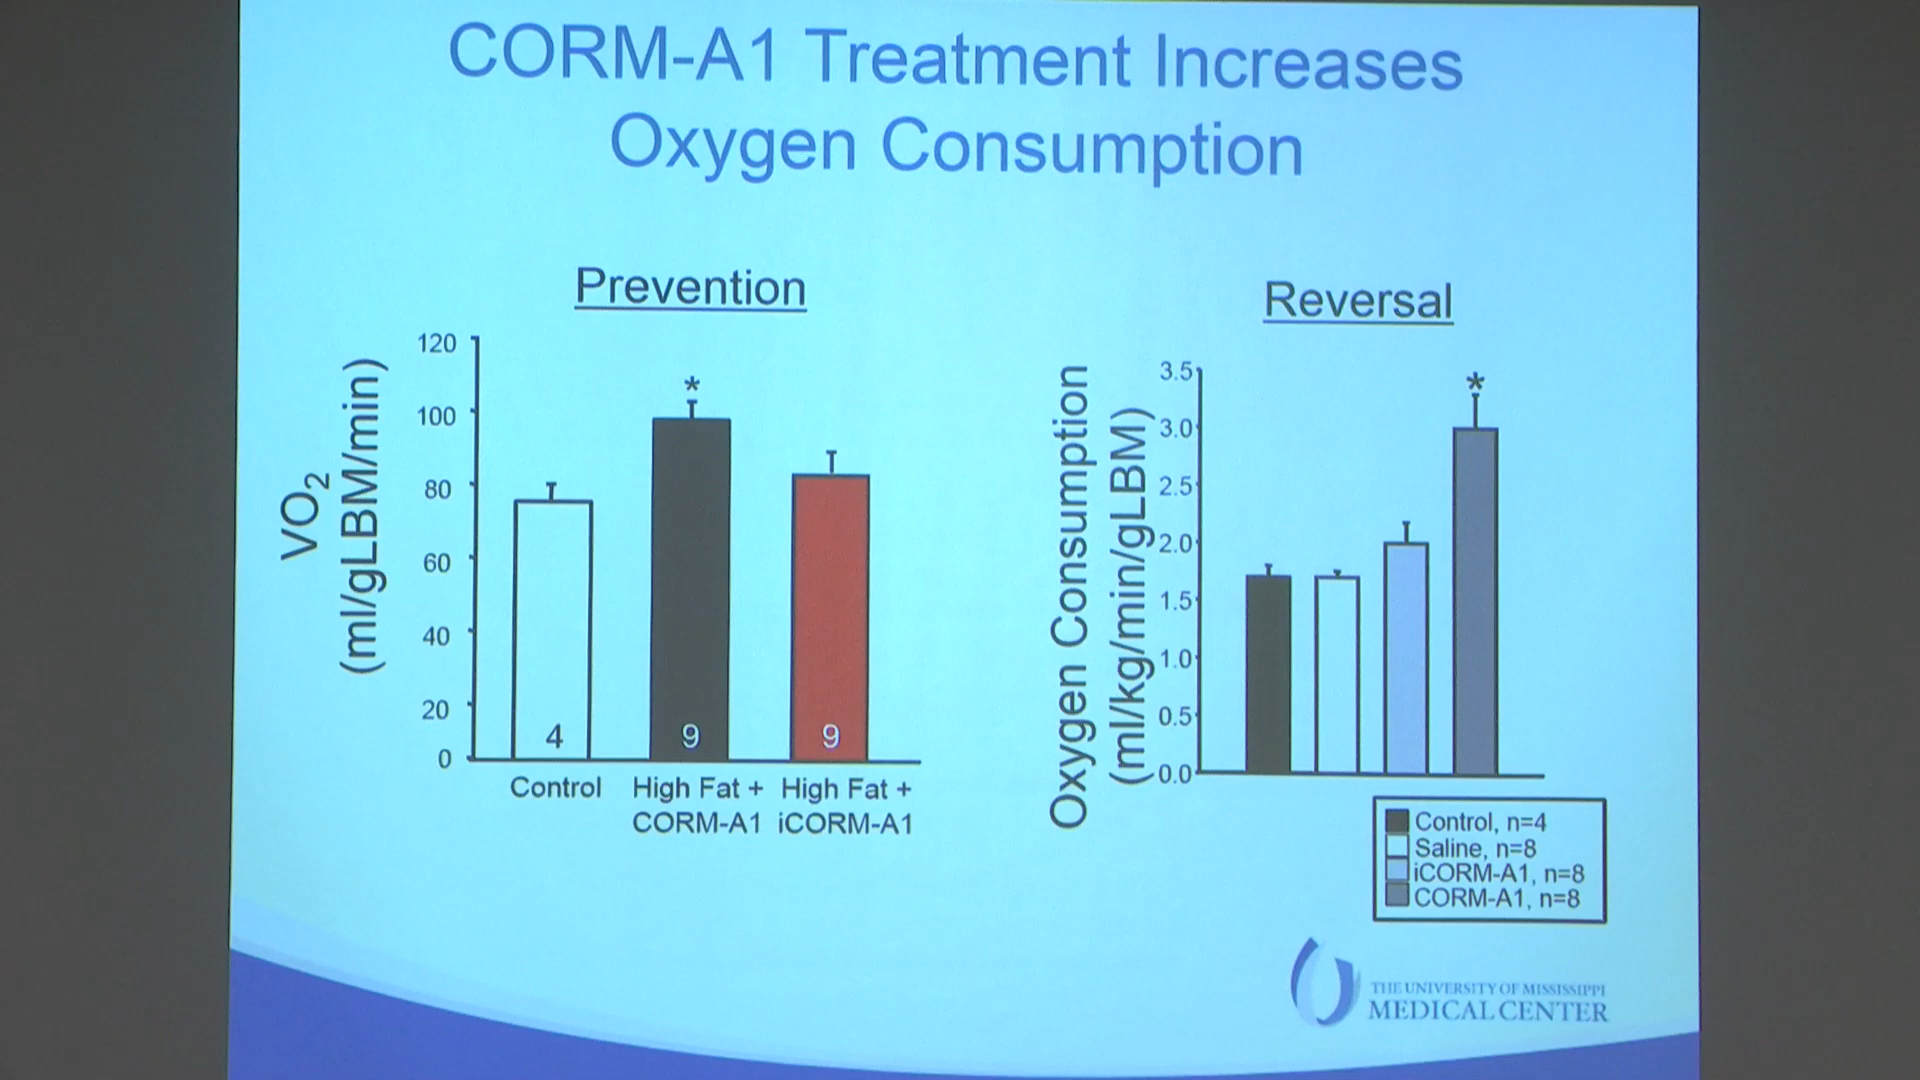 CORM-A1 Treatment Increases
Oxygen Consumption
Prevention
VO2
(ml/gLBM/min)
120
100
80
60
40
20
0
*
4
9
9
Control
High Fat +
CORM-A1
High Fat +
iCORM-A1
Reversal
Oxygen Consumption
(ml/kg/min/gLBM)
3.5
3.0
2.5
2.0
1.5
1.0
0.5
0.0
*
Control, n=4
Saline, n=8
iCORM-A1, n=8
CORM-A1, n=8
THE UNIVERSITY OF MISSISSIPPI
MEDICAL CENTER